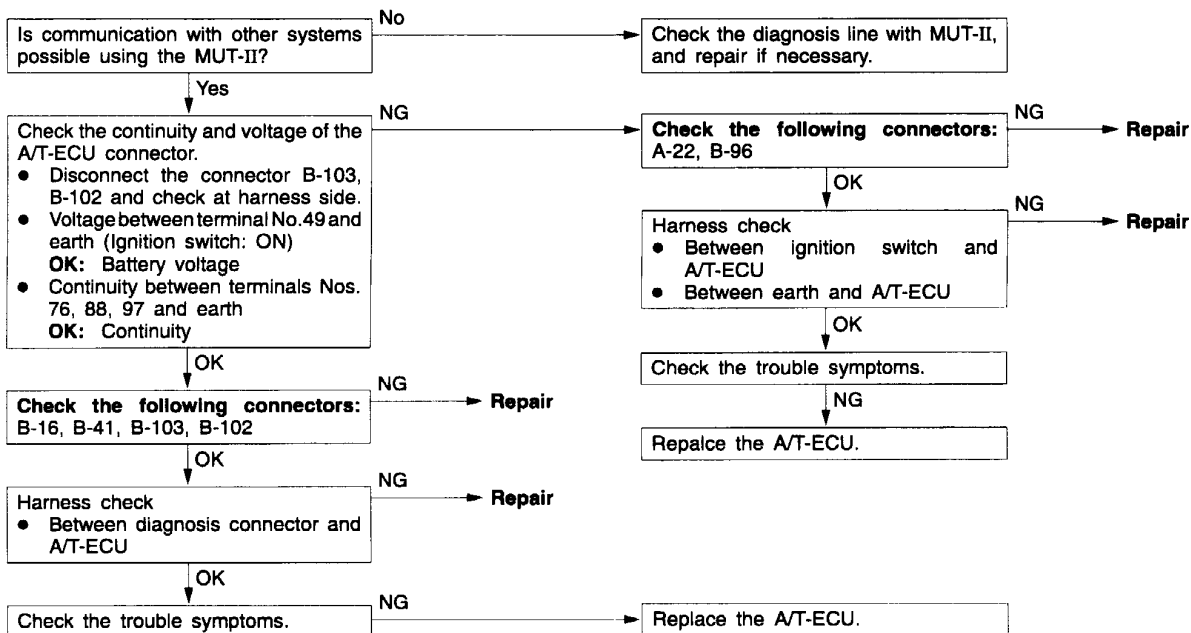 Is communication with other systems
possible using the MUT-II?
No
Check the diagnosis line with MUT-II,
and repair if necessary.
Yes
Check the continuity and voltage of the
A/T-ECU connector.
● Disconnect the connector B-103,
B-102 and check at harness side.
● Voltage between terminal No.49 and
earth (Ignition switch: ON)
OK: Battery voltage
● Continuity between terminals Nos.
76, 88, 97 and earth
OK: Continuity
NG
Check the following connectors:
A-22, B-96
NG
Repair
OK
Harness check
● Between ignition switch and
A/T-ECU
● Between earth and A/T-ECU
NG
Repair
OK
Check the trouble symptoms.
NG
Repalce the A/T-ECU.
OK
Check the following connectors:
B-16, B-41, B-103, B-102
NG
Repair
OK
Harness check
● Between diagnosis connector and
A/T-ECU
NG
Repair
OK
Check the trouble symptoms.
NG
Replace the A/T-ECU.